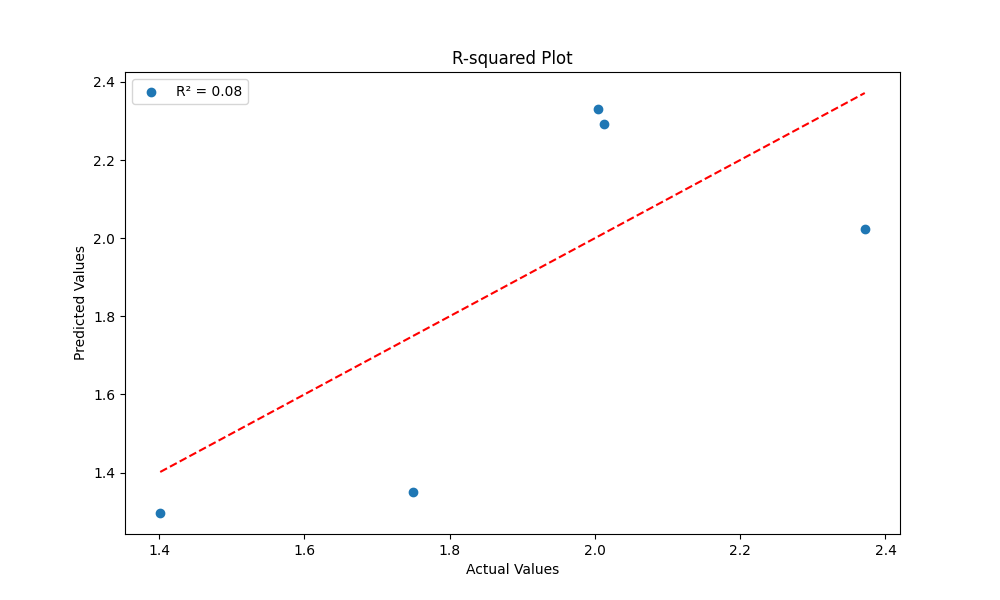 R-squared Plot
R² = 0.08
2.4
2.2
2.0
1.8
1.6
1.4
Predicted Values
1.4 1.6 1.8 2.0 2.2 2.4
Actual Values